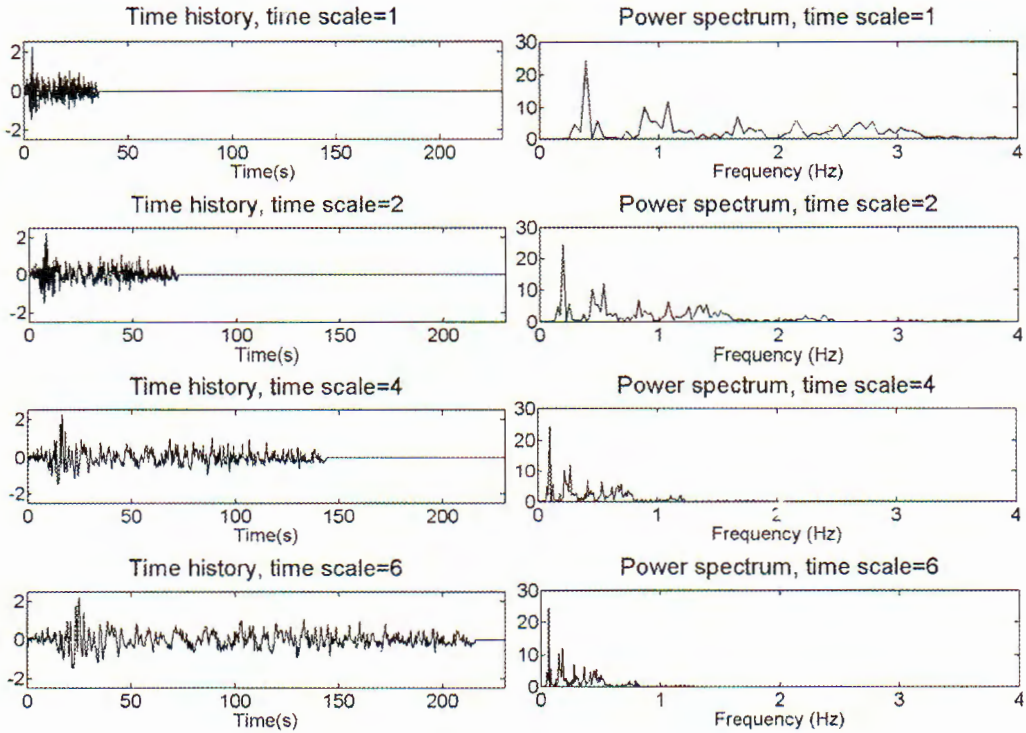 Time history, time scale=1
2
0
-2
0 50 100 150 200
Time(s)
Power spectrum, time scale=1
30
20
10
0
0 1 2 3 4
Frequency (Hz)
Time history, time scale=2
2
0
-2
0 50 100 150 200
Time(s)
Power spectrum, time scale=2
30
20
10
0
0 1 2 3 4
Frequency (Hz)
Time history, time scale=4
2
0
-2
0 50 100 150 200
Time(s)
Power spectrum, time scale=4
30
20
10
0
0 1 2 3 4
Frequency (Hz)
Time history, time scale=6
2
0
-2
0 50 100 150 200
Time(s)
Power spectrum, time scale=6
30
20
10
0
0 1 2 3 4
Frequency (Hz)